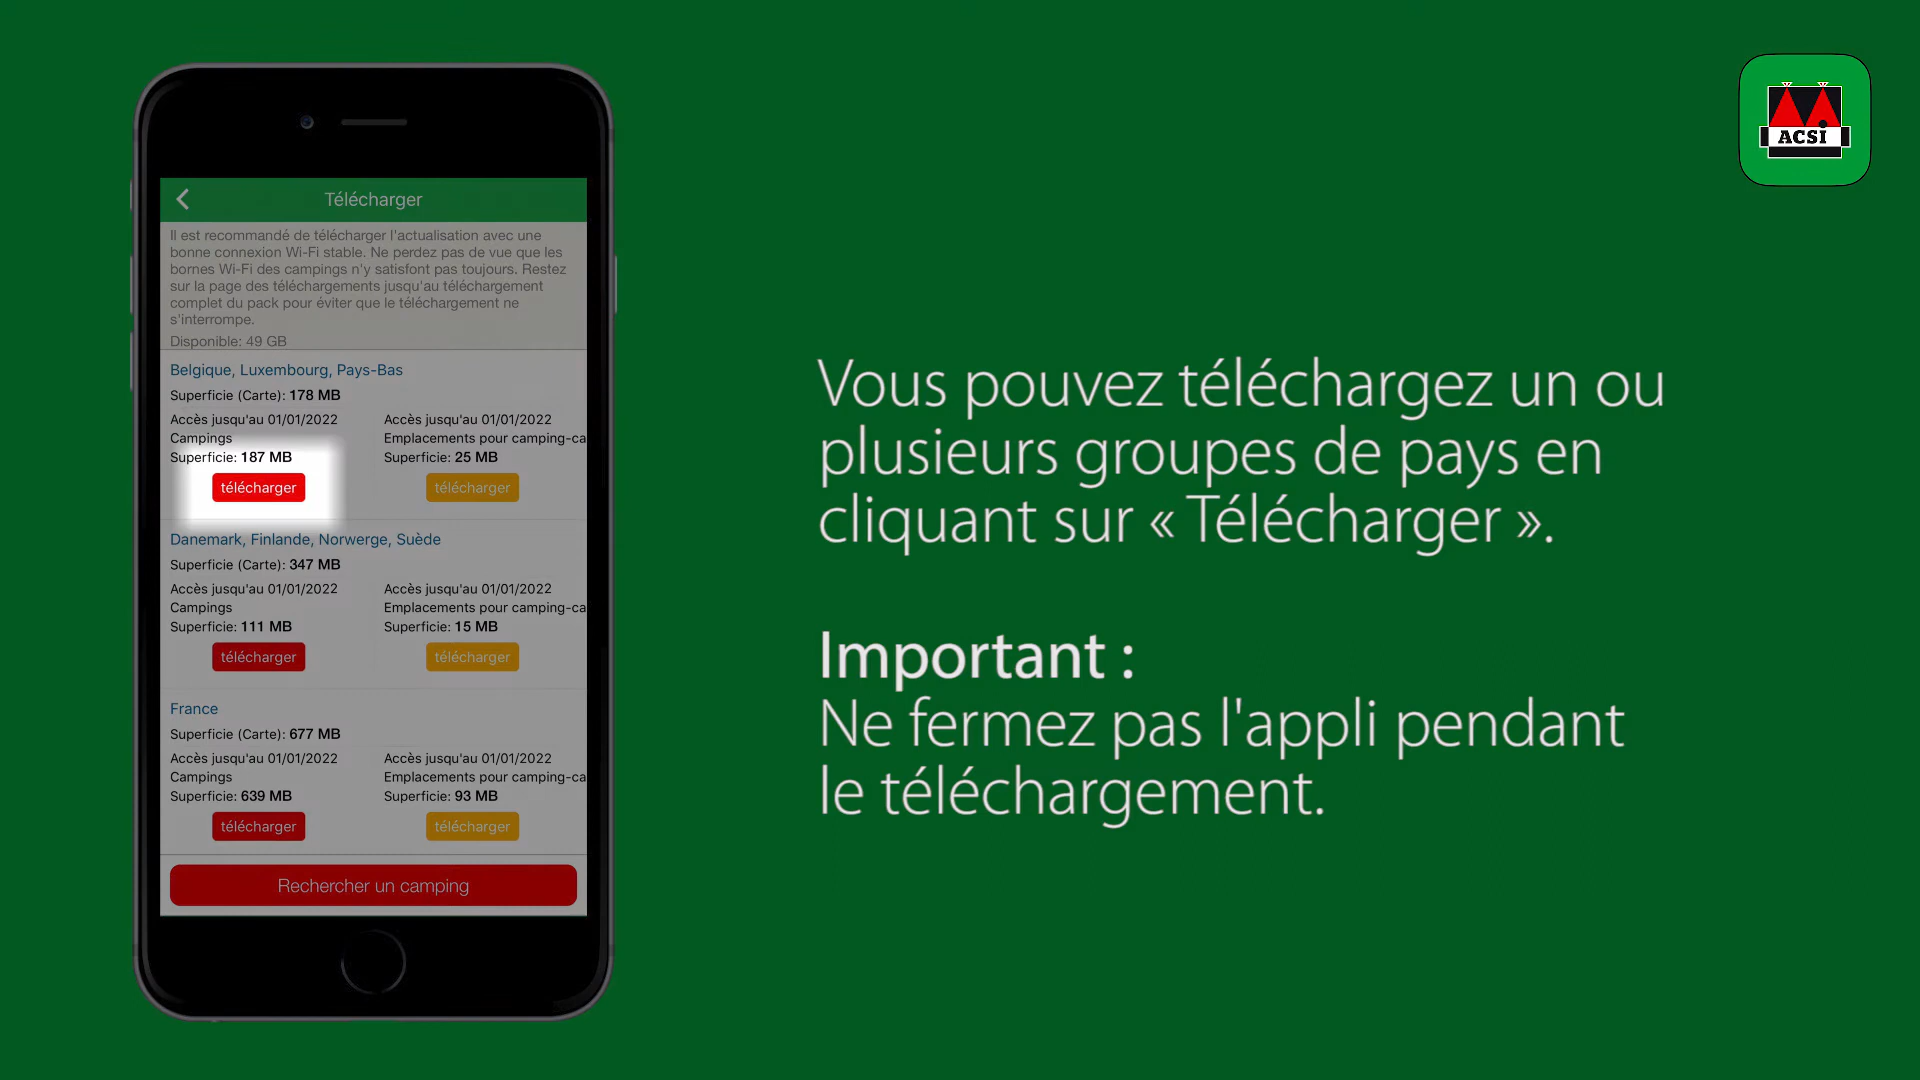 ACSI
Télécharger
Il est recommandé de télécharger l'actualisation avec une
bonne connexion Wi-Fi stable. Ne perdez pas de vue que les
bornes Wi-Fi des campings n'y satisfont pas toujours. Restez
sur la page des téléchargements jusqu'au téléchargement
complet du pack pour éviter que le téléchargement ne
s'interrompe.
Disponible: 49 GB
Belgique, Luxembourg, Pays-Bas
Superficie (Carte): 178 MB
Accès jusqu'au 01/01/2022 Accès jusqu'au 01/01/2022
Campings Emplacements pour camping-ca
Superficie: 187 MB Superficie: 25 MB
télécharger télécharger
Danemark, Finlande, Norwerge, Suède
Superficie (Carte): 347 MB
Accès jusqu'au 01/01/2022 Accès jusqu'au 01/01/2022
Campings Emplacements pour camping-ca
Superficie: 111 MB Superficie: 15 MB
télécharger télécharger
France
Superficie (Carte): 677 MB
Accès jusqu'au 01/01/2022 Accès jusqu'au 01/01/2022
Campings Emplacements pour camping-ca
Superficie: 639 MB Superficie: 93 MB
télécharger télécharger
Rechercher un camping
Vous pouvez téléchargez un ou
plusieurs groupes de pays en
cliquant sur « Télécharger ».
Important :
Ne fermez pas l'appli pendant
le téléchargement.